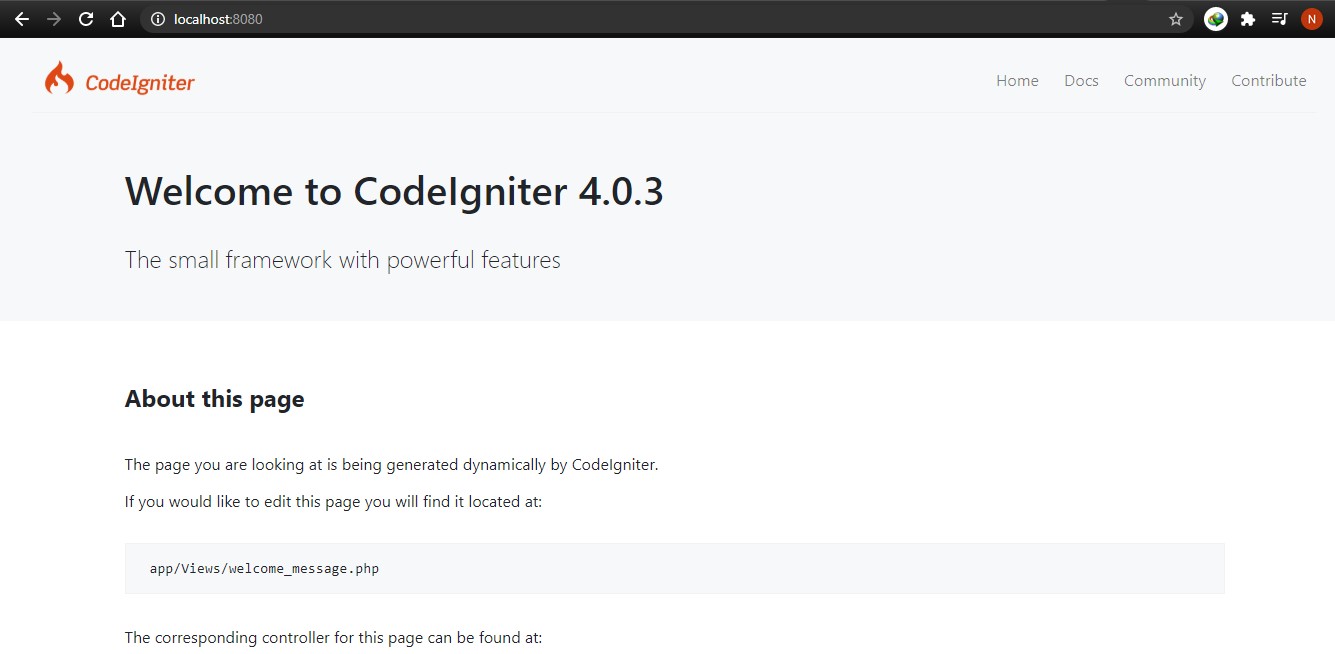 localhost:8080
N
CodeIgniter
Home Docs Community Contribute
Welcome to CodeIgniter 4.0.3
The small framework with powerful features
About this page
The page you are looking at is being generated dynamically by CodeIgniter.
If you would like to edit this page you will find it located at:
app/Views/welcome_message.php
The corresponding controller for this page can be found at: